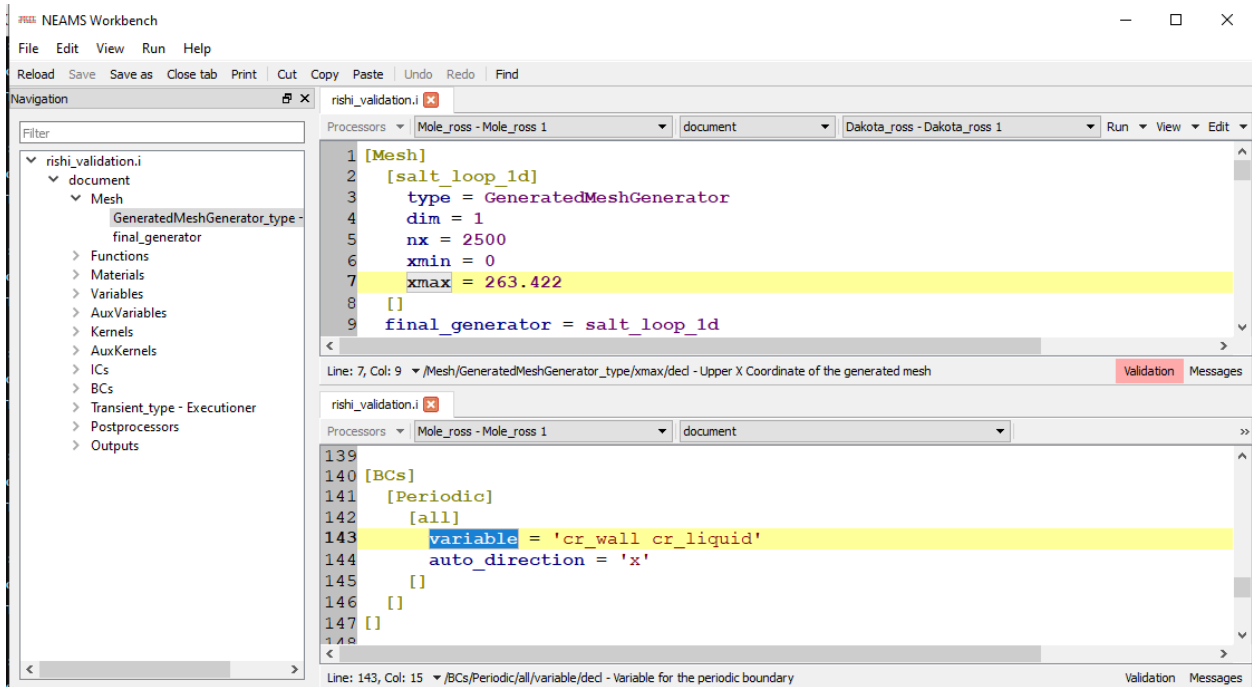 NEAMS Workbench
File Edit View Run Help
Reload Save Save as Close tab Print Cut Copy Paste Undo Redo Find
Navigation
Filter
rishi_validation.i
document
Mesh
GeneratedMeshGenerator_type -
final_generator
Functions
Materials
Variables
AuxVariables
Kernels
AuxKernels
ICs
BCs
Transient_type - Executioner
Postprocessors
Outputs
rishi_validation.i
Processors Mole_ross - Mole_ross 1 document Dakota_ross - Dakota_ross 1 Run View Edit
1 [Mesh]
2 [salt_loop_1d]
3 type = GeneratedMeshGenerator
4 dim = 1
5 nx = 2500
6 xmin = 0
7 xmax = 263.422
8 []
9 final_generator = salt_loop_1d
Line: 7, Col: 9 /Mesh/GeneratedMeshGenerator_type/xmax/decl - Upper X Coordinate of the generated mesh Validation Messages
rishi_validation.i
Processors Mole_ross - Mole_ross 1 document »
139
140 [BCs]
141 [Periodic]
142 [all]
143 variable = 'cr_wall cr_liquid'
144 auto_direction = 'x'
145 []
146 []
147 []
148
Line: 143, Col: 15 /BCs/Periodic/all/variable/decl - Variable for the periodic boundary Validation Messages